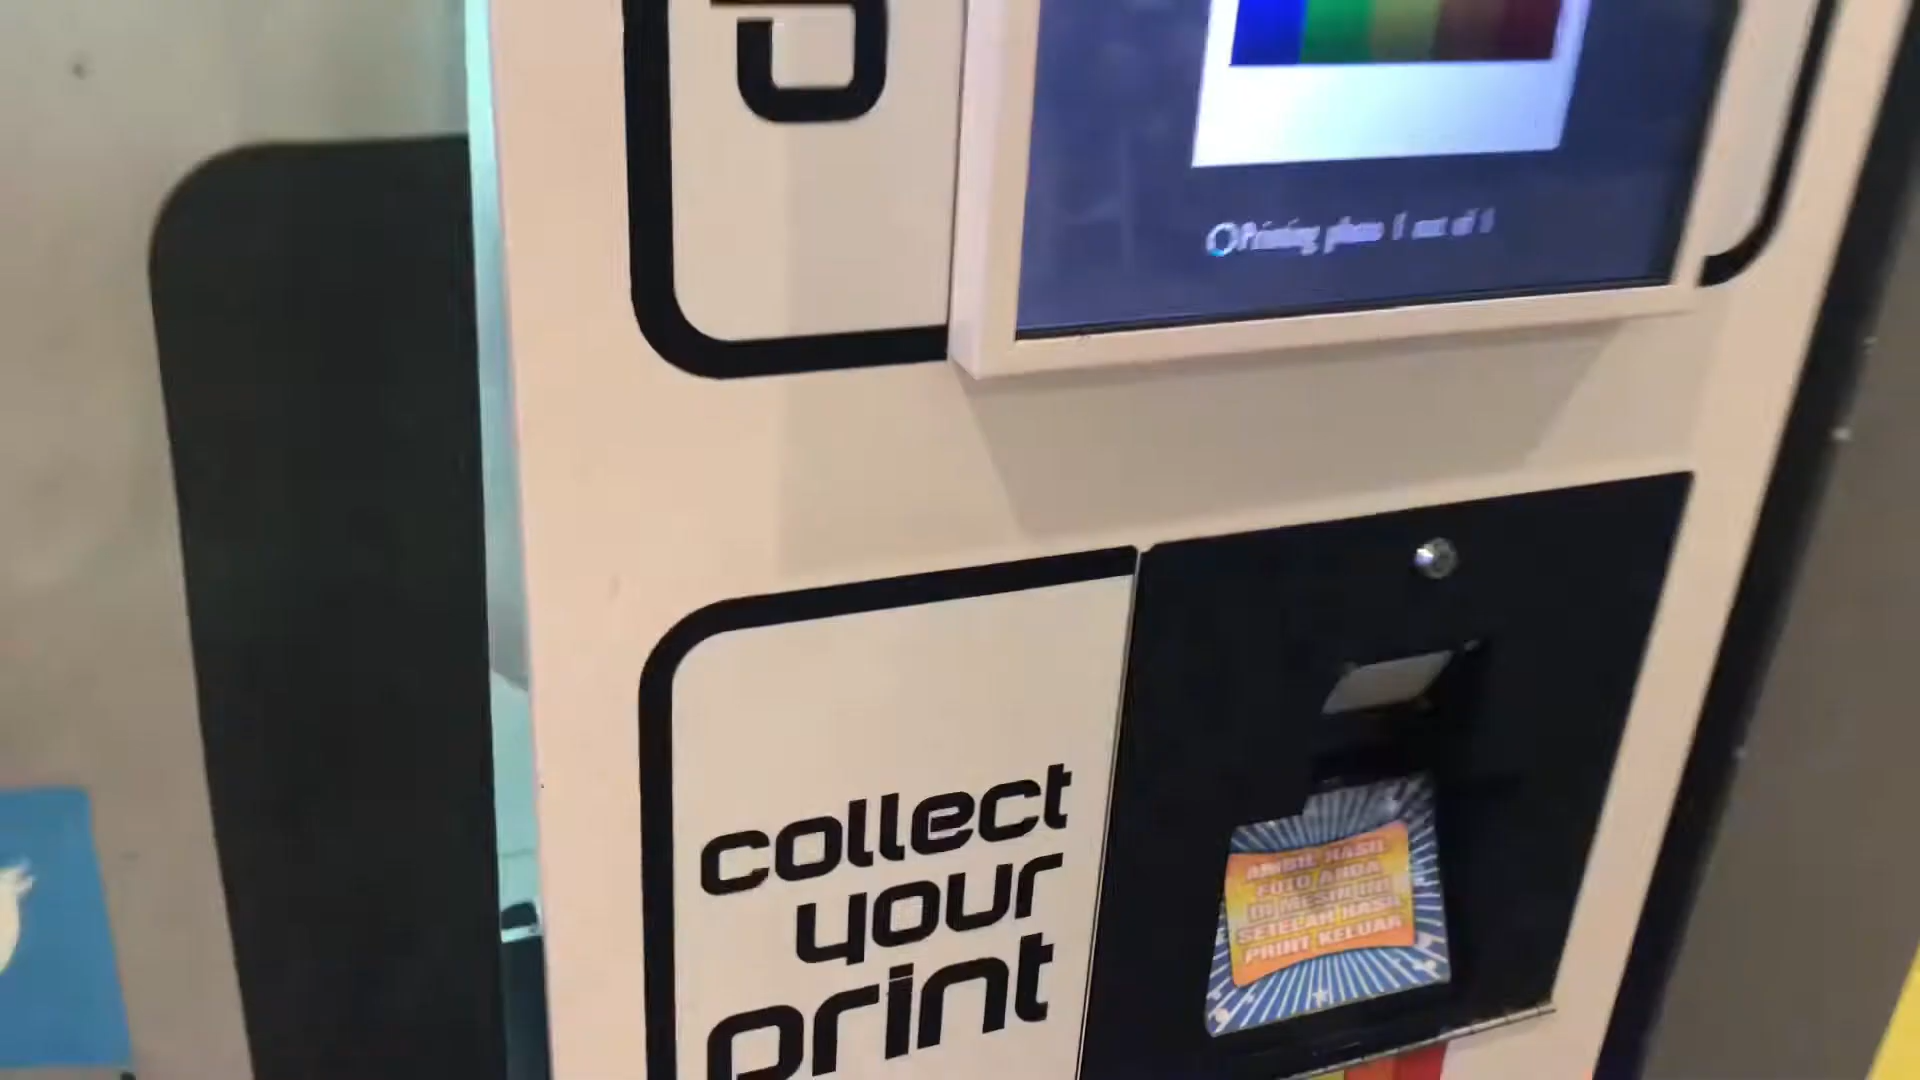 Printing photo 1 out of 1
collect
your
print
AMBIL HASIL
FOTO ANDA
DI MESIN INI
SETELAH HASIL
PRINT KELUAR